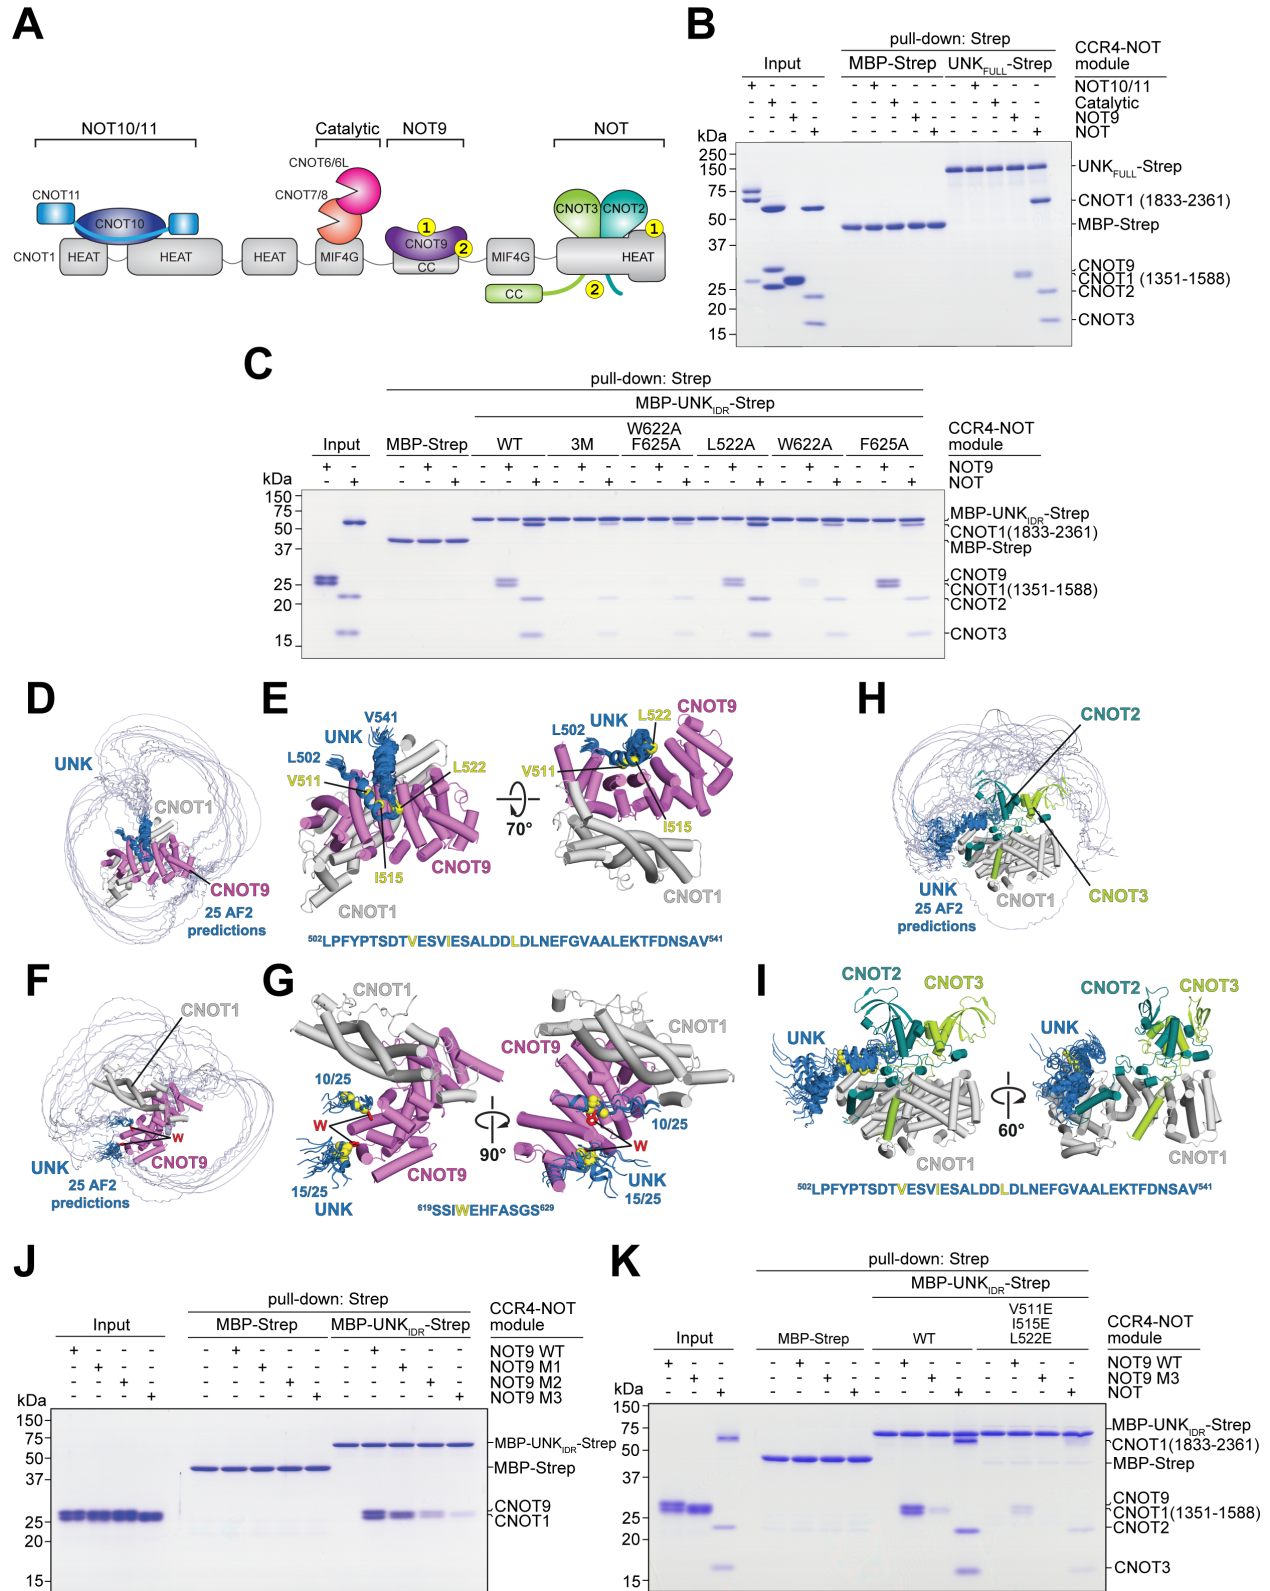 A
NOT10/11
Catalytic
NOT9
NOT
CNOT6/6L
CNOT7/8
CNOT11
CNOT10
CNOT3
CNOT2
1
1
CNOT9
2
CNOT1
HEAT
HEAT
HEAT
MIF4G
CC
MIF4G
HEAT
CC
2
B
pull-down: Strep
Input
MBP-Strep
UNKFULL-Strep
CCR4-NOT
module
+ - - - - + - - - - + - - - NOT10/11
- + - - - - + - - - - + - - Catalytic
- - + - - - - + - - - - + - NOT9
- - - + - - - - + - - - - + NOT
kDa
250
150
75
50
37
25
20
15
UNKFULL-Strep
CNOT1 (1833-2361)
MBP-Strep
CNOT9
CNOT1 (1351-1588)
CNOT2
CNOT3
C
pull-down: Strep
MBP-UNKIDR-Strep
Input
MBP-Strep
WT
3M
W622A
F625A
L522A
W622A
F625A
CCR4-NOT
module
+ - - + - - + - - + - - + - - + - - + - - + - NOT9
- + - - + - - + - - + - - + - - + - - + - - + NOT
kDa
150
75
50
37
25
20
15
MBP-UNKIDR-Strep
CNOT1(1833-2361)
MBP-Strep
CNOT9
CNOT1(1351-1588)
CNOT2
CNOT3
D
UNK
CNOT1
CNOT9
25 AF2
predictions
E
V541
UNK
L502
V511
L522
I515
CNOT9
CNOT1
70°
UNK
L522
CNOT9
L502
V511
I515
CNOT1
502LPFYPTSDTVESVIESALDDLDLNEFGVAALEKTFDNSAV541
H
CNOT2
UNK
25 AF2
predictions
CNOT1
CNOT3
F
CNOT1
W
UNK
CNOT9
25 AF2
predictions
G
CNOT1
10/25
W
15/25
UNK
CNOT9
90°
CNOT1
CNOT9
10/25
W
UNK
15/25
619SSIWEHFASGS629
I
CNOT2
CNOT3
UNK
CNOT1
60°
CNOT2
CNOT3
UNK
CNOT1
502LPFYPTSDTVESVIESALDDLDLNEFGVAALEKTFDNSAV541
J
pull-down: Strep
Input
MBP-Strep
MBP-UNKIDR-Strep
CCR4-NOT
module
+ - - - - + - - - - + - - - NOT9 WT
- + - - - - + - - - - + - - NOT9 M1
- - + - - - - + - - - - + - NOT9 M2
- - - + - - - - + - - - - + NOT9 M3
kDa
150
75
50
37
25
20
15
MBP-UNKIDR-Strep
MBP-Strep
CNOT9
CNOT1
K
pull-down: Strep
MBP-UNKIDR-Strep
Input
MBP-Strep
WT
V511E
I515E
L522E
CCR4-NOT
module
+ - - - + - - - + - - - + - - NOT9 WT
- + - - - + - - - + - - - + - NOT9 M3
- - + - - - + - - - + - - - + NOT
kDa
150
75
50
37
25
20
15
MBP-UNKIDR-Strep
CNOT1(1833-2361)
MBP-Strep
CNOT9
CNOT1(1351-1588)
CNOT2
CNOT3